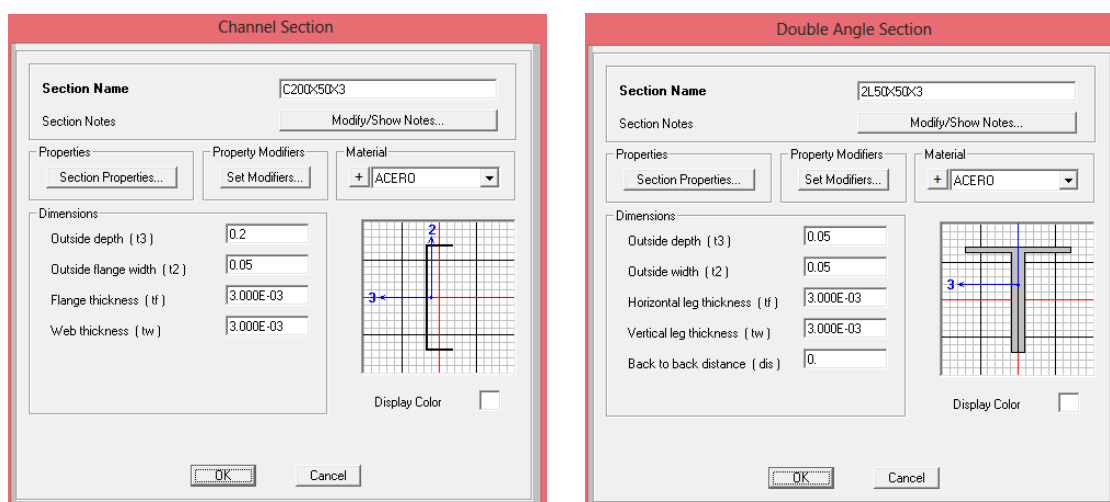 Channel Section
Section Name C200X50X3
Section Notes Modify/Show Notes...
Properties Property Modifiers Material
Section Properties... Set Modifiers... + ACERO
Dimensions
Outside depth ( t3 ) 0.2
Outside flange width ( t2 ) 0.05
Flange thickness ( tf ) 3.000E-03
Web thickness ( tw ) 3.000E-03
2
3
Display Color
OK Cancel
Double Angle Section
Section Name 2L50X50X3
Section Notes Modify/Show Notes...
Properties Property Modifiers Material
Section Properties... Set Modifiers... + ACERO
Dimensions
Outside depth ( t3 ) 0.05
Outside width ( t2 ) 0.05
Horizontal leg thickness ( tf ) 3.000E-03
Vertical leg thickness ( tw ) 3.000E-03
Back to back distance ( dis ) 0.
3
Display Color
OK Cancel